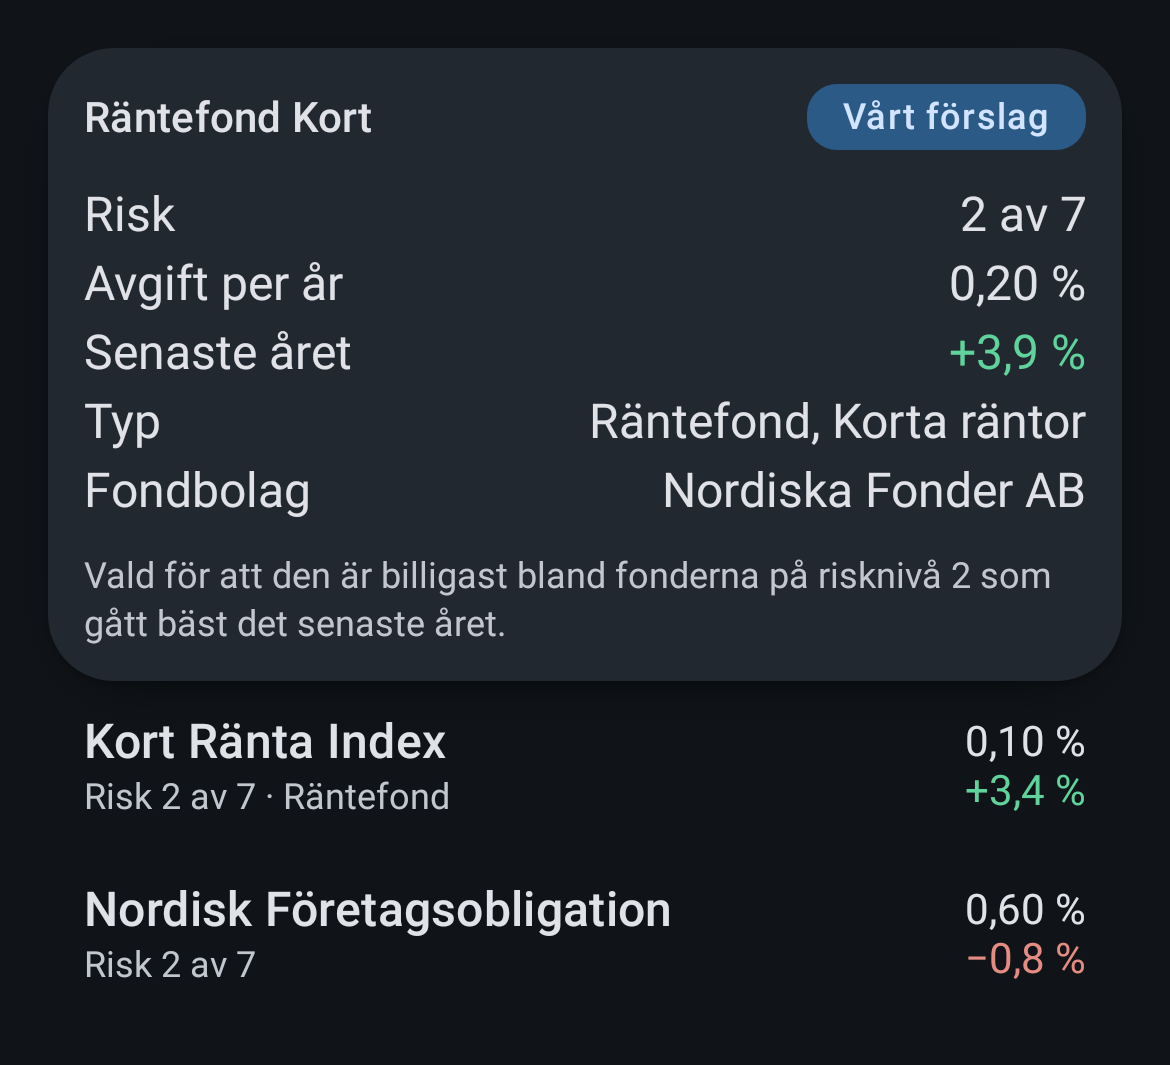 Räntefond Kort
Vårt förslag
Risk 2 av 7
Avgift per år 0,20 %
Senaste året +3,9 %
Typ Räntefond, Korta räntor
Fondbolag Nordiska Fonder AB
Vald för att den är billigast bland fonderna på risknivå 2 som
gått bäst det senaste året.
Kort Ränta Index 0,10 %
Risk 2 av 7 · Räntefond +3,4 %
Nordisk Företagsobligation 0,60 %
Risk 2 av 7 −0,8 %